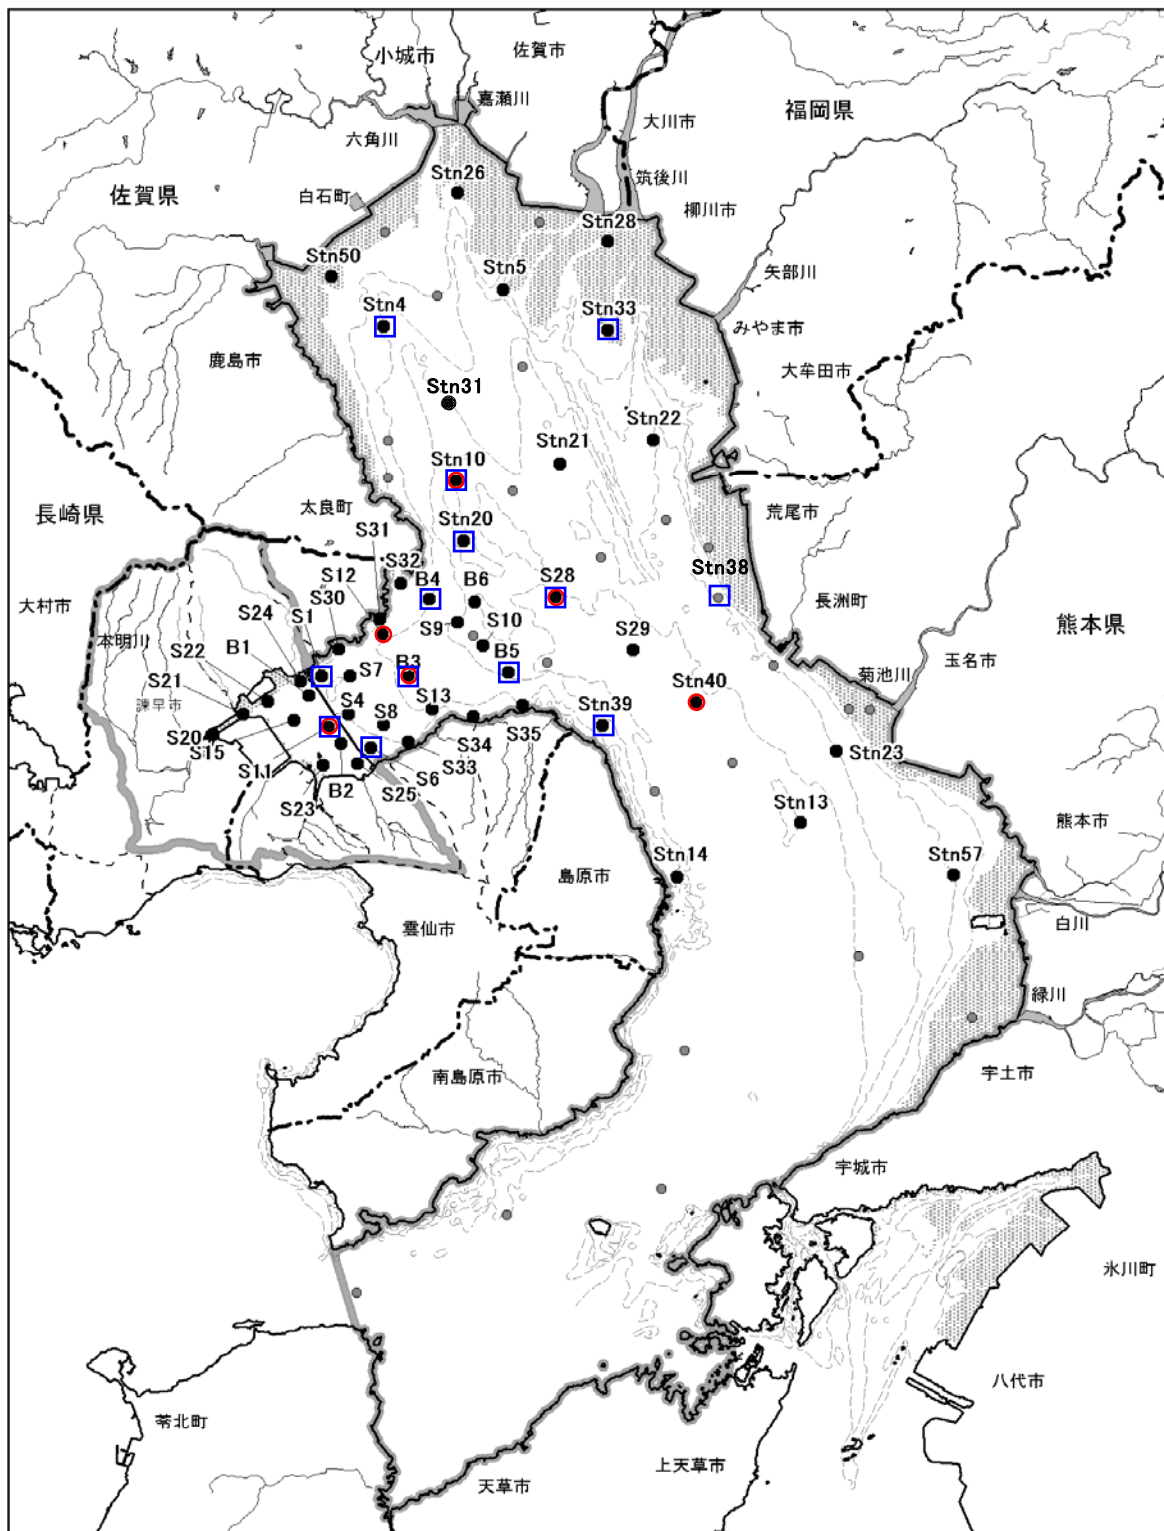 佐賀市
小城市
嘉瀬川
福岡県
大川市
六角川
筑後川
Stn26
佐賀県
白石町
柳川市
Stn28
Stn50
Stn5
矢部川
Stn4
Stn33
みやま市
鹿島市
大牟田市
Stn31
Stn22
Stn21
Stn10
太良町
長崎県
荒尾市
S31
Stn20
S32
Stn38
S12
B4
B6
S28
大村市
S30
長洲町
S24
S1
熊本県
本明川
S9
S10
S29
B1
S22
玉名市
B3
B5
S7
菊池川
S21
Stn40
諫早市
S4
S13
Stn39
S8
S20
S15
S34
S35
Stn23
S11
S6
S33
B2
S25
S23
Stn13
熊本市
Stn57
Stn14
島原市
白川
雲仙市
緑川
宇土市
南島原市
宇城市
氷川町
八代市
苓北町
上天草市
天草市